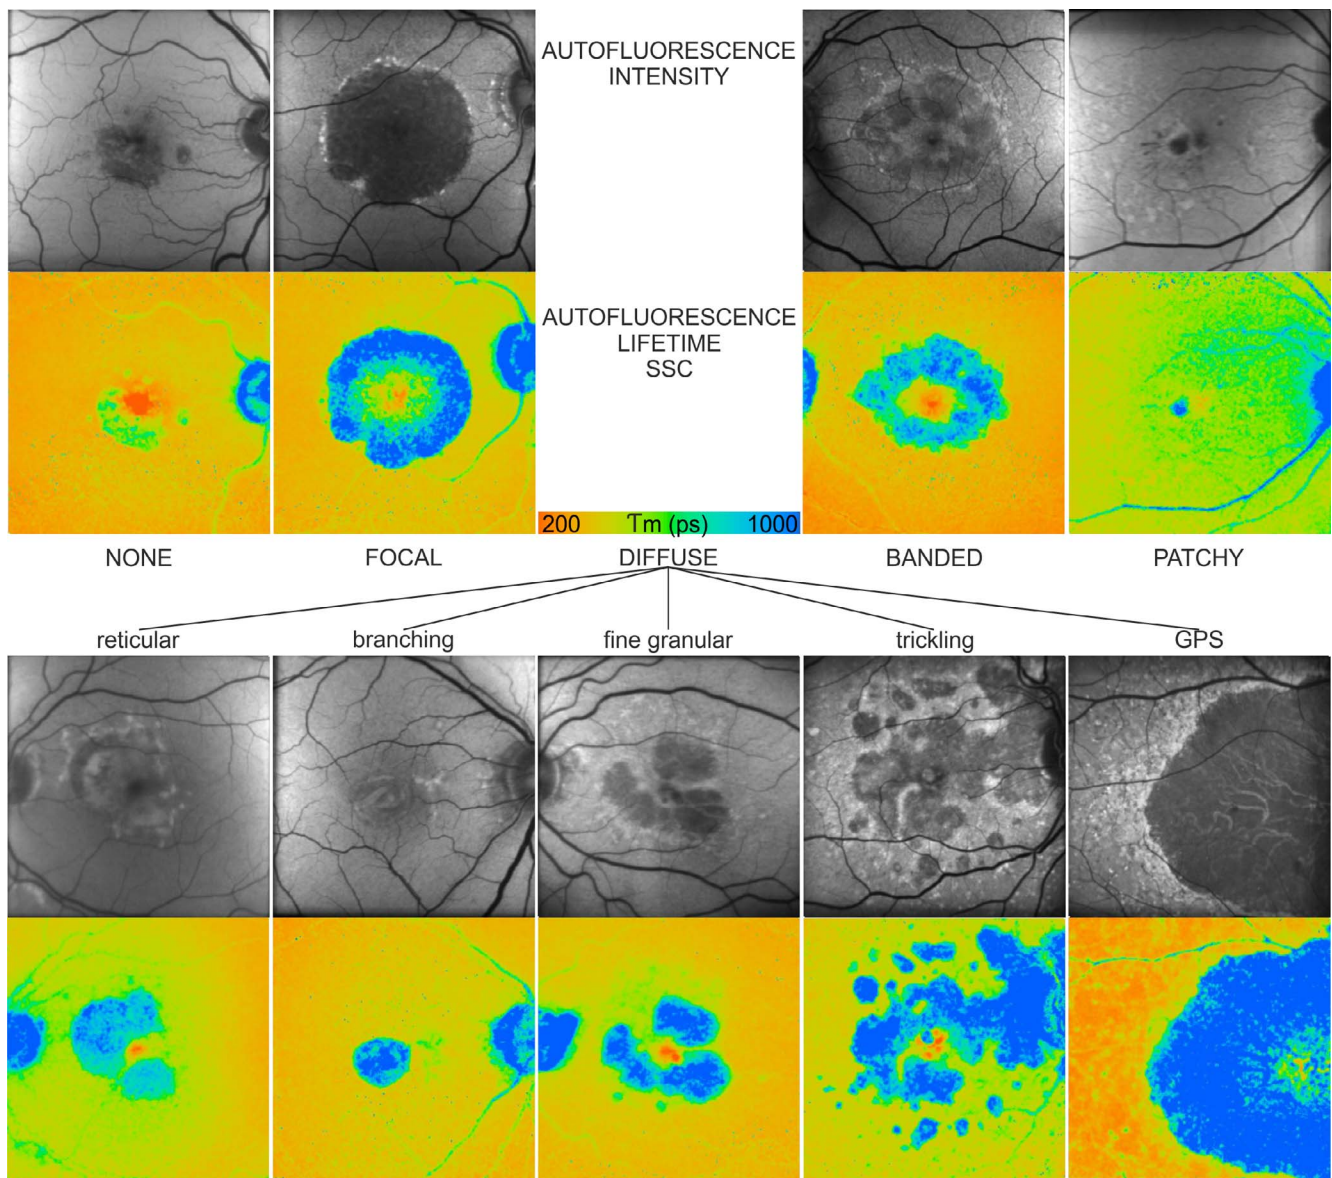 AUTOFLUORESCENCE
INTENSITY
AUTOFLUORESCENCE
LIFETIME
SSC
200 Tm (ps) 1000
NONE FOCAL DIFFUSE BANDED PATCHY
reticular branching fine granular trickling GPS